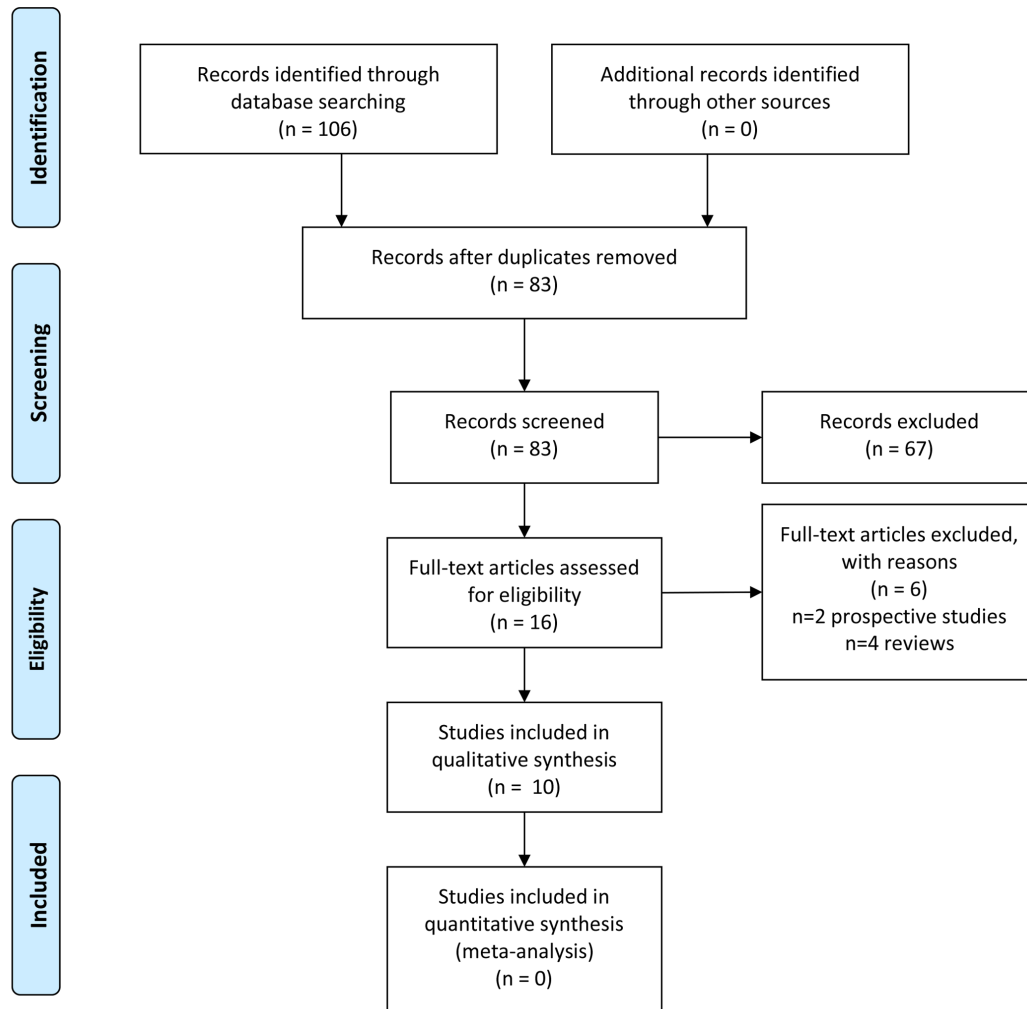 Identification
Records identified through
database searching
(n = 106)
Additional records identified
through other sources
(n = 0)
Records after duplicates removed
(n = 83)
Screening
Records screened
(n = 83)
Records excluded
(n = 67)
Eligibility
Full-text articles assessed
for eligibility
(n = 16)
Full-text articles excluded,
with reasons
(n = 6)
n=2 prospective studies
n=4 reviews
Studies included in
qualitative synthesis
(n = 10)
Included
Studies included in
quantitative synthesis
(meta-analysis)
(n = 0)